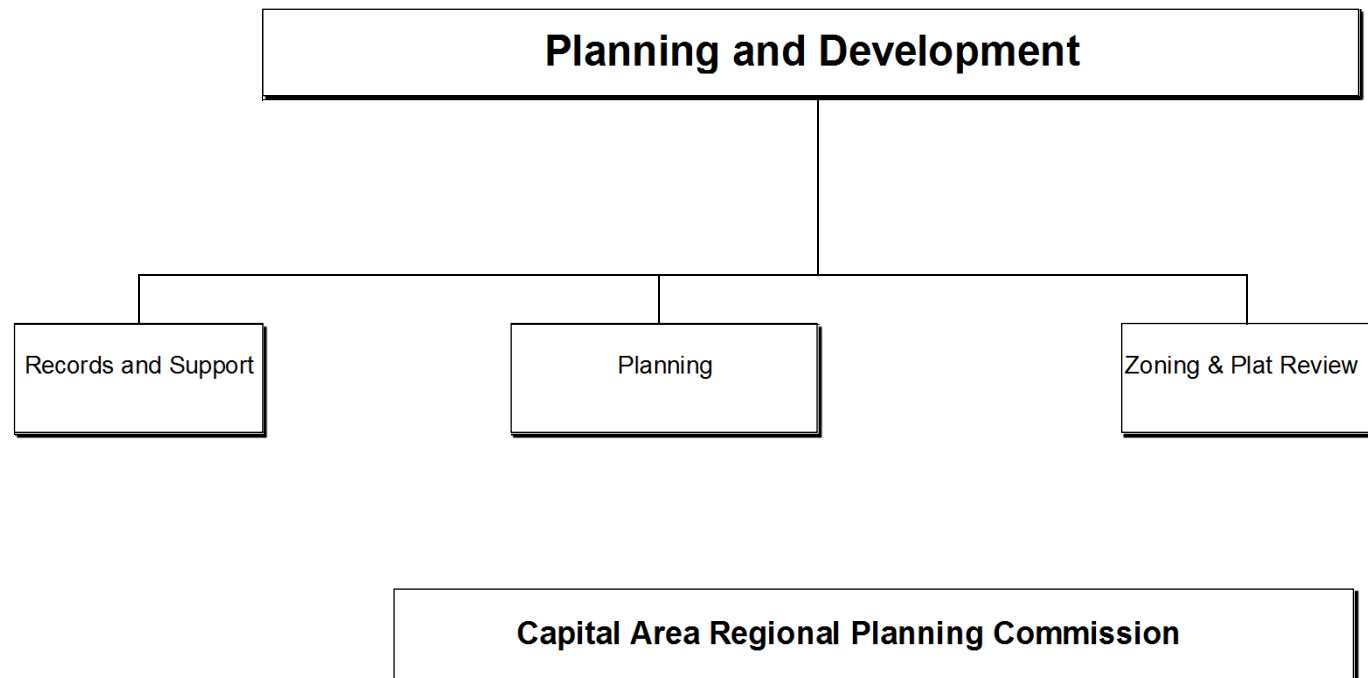 Planning and Development
Records and Support
Planning
Zoning & Plat Review
Capital Area Regional Planning Commission